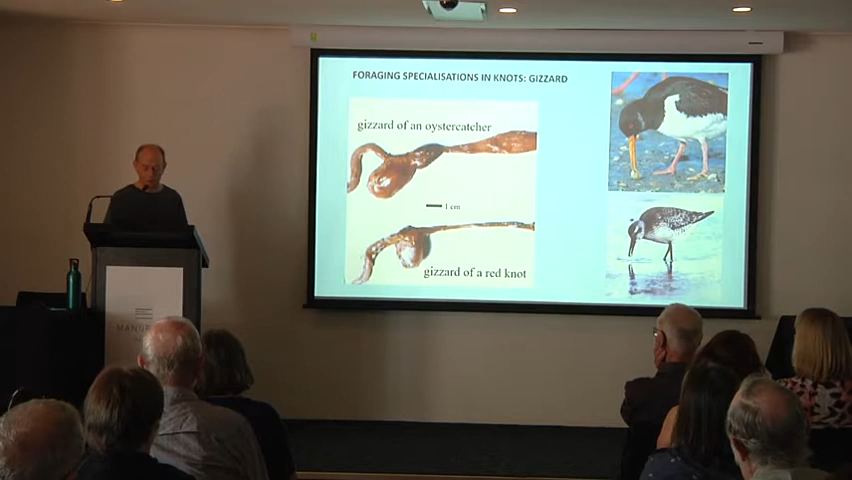 FORAGING SPECIALISATIONS IN KNOTS: GIZZARD
gizzard of an oystercatcher
1 cm
gizzard of a red knot